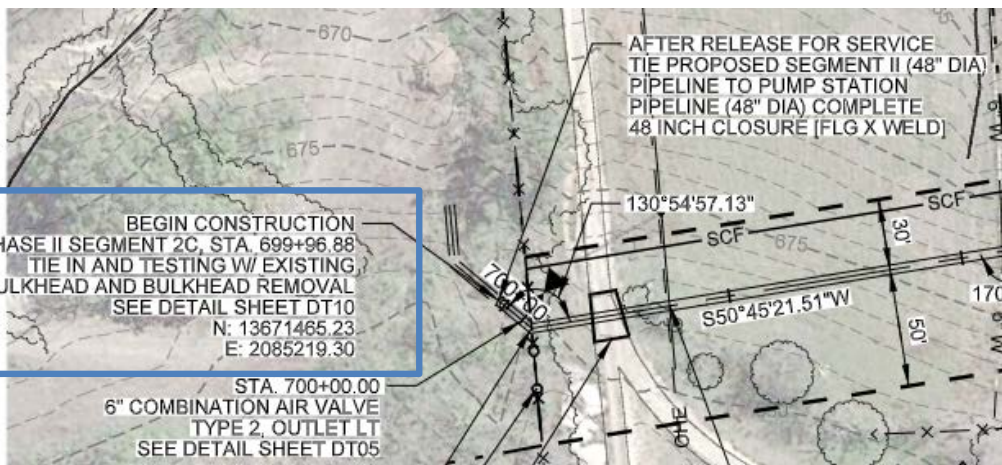 670
AFTER RELEASE FOR SERVICE
TIE PROPOSED SEGMENT II (48" DIA)
PIPELINE TO PUMP STATION
PIPELINE (48" DIA) COMPLETE
48 INCH CLOSURE [FLG X WELD]
675
BEGIN CONSTRUCTION
HASE II SEGMENT 2C, STA. 699+96.88
TIE IN AND TESTING W/ EXISTING
ULKHEAD AND BULKHEAD REMOVAL
SEE DETAIL SHEET DT10
N: 13671465.23
E: 2085219.30
130°54'57.13"
SCF
SCF
675
30'
700+00
S50°45'21.51"W
170
50'
W
STA. 700+00.00
6" COMBINATION AIR VALVE
TYPE 2, OUTLET LT
SEE DETAIL SHEET DT05
OHE